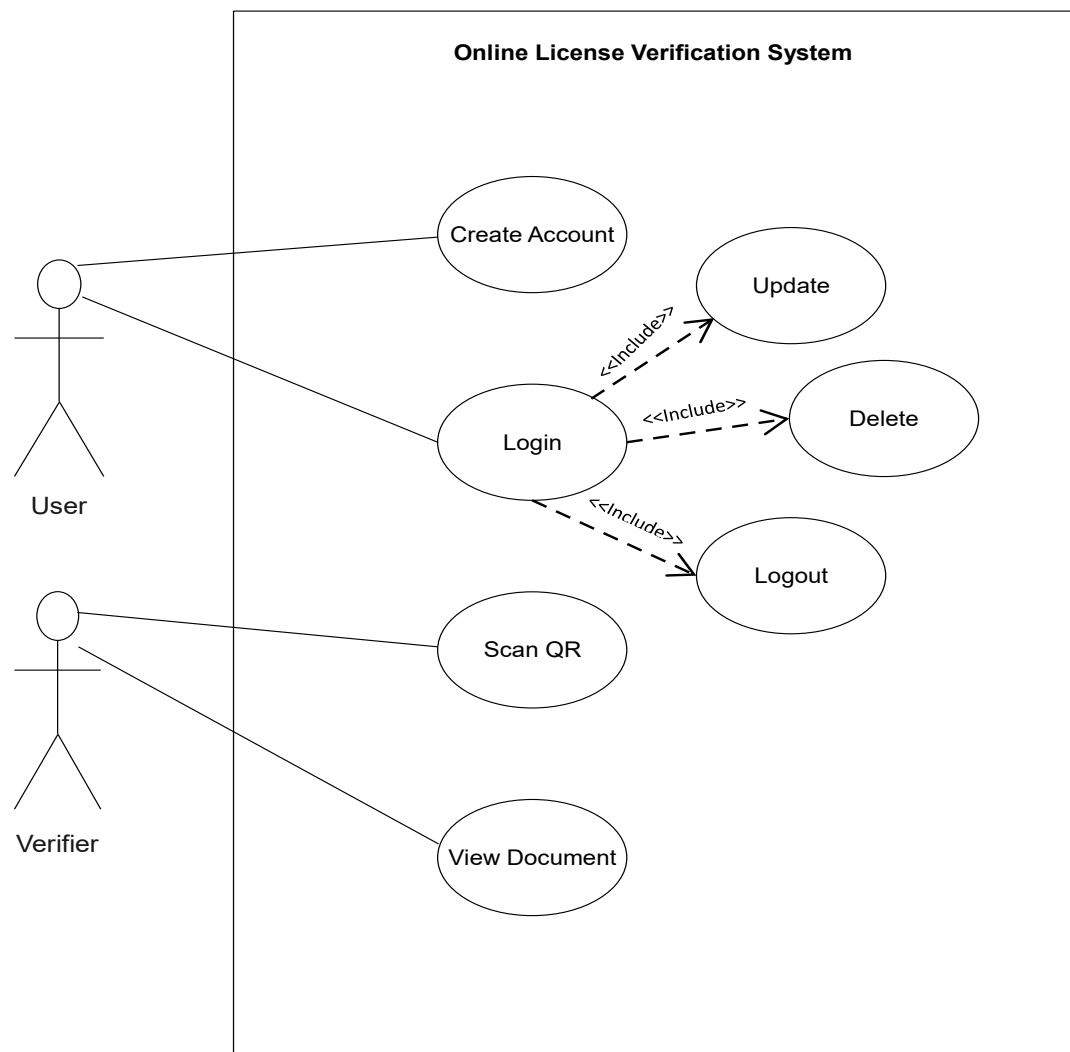 Online License Verification System
Create Account
Update
<<Include>>
<<Include>>
Delete
Login
User
<<Include>>
Logout
Scan QR
Verifier
View Document